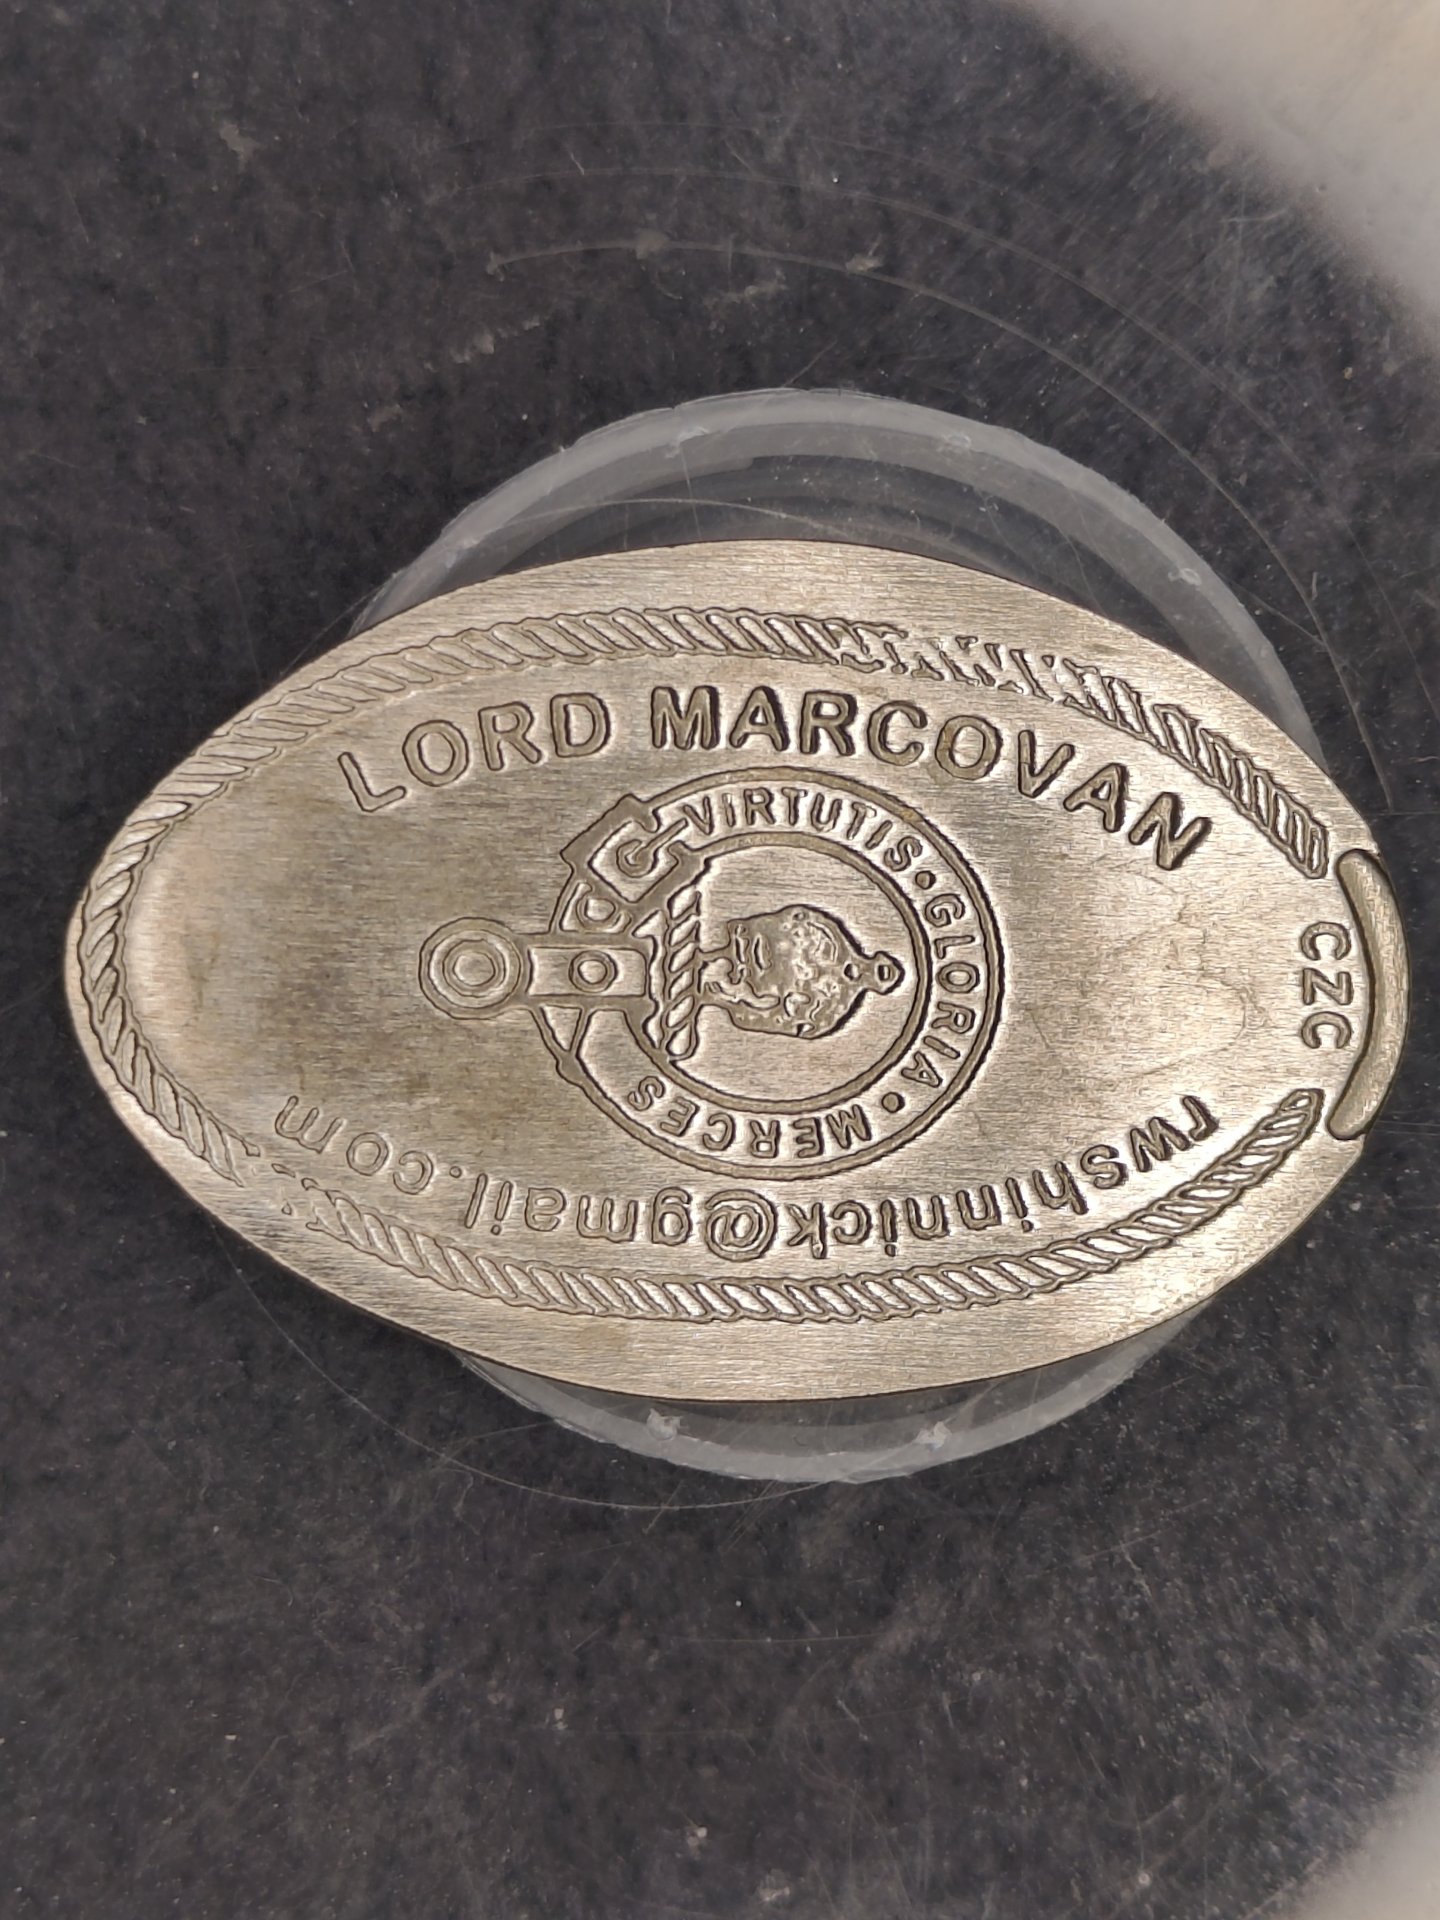 LORD MARCOVAN
VIRTUTIS • GLORIA • MERCES
CZC
rwshinnick@gmail.com